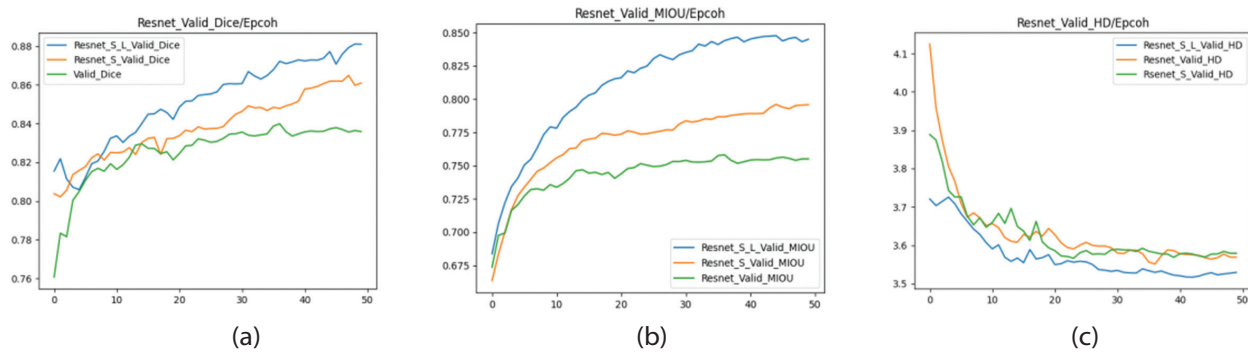 Resnet_Valid_Dice/Epcoh
0.88
0.86
0.84
0.82
0.80
0.78
0.76
Resnet_S_L_Valid_Dice
Resnet_S_Valid_Dice
Valid_Dice
0 10 20 30 40 50
(a)
Resnet_Valid_MIOU/Epcoh
0.850
0.825
0.800
0.775
0.750
0.725
0.700
0.675
Resnet_S_L_Valid_MIOU
Resnet_S_Valid_MIOU
Resnet_Valid_MIOU
0 10 20 30 40 50
(b)
Resnet_Valid_HD/Epcoh
4.1
4.0
3.9
3.8
3.7
3.6
3.5
Resnet_S_L_Valid_HD
Resnet_Valid_HD
Rsenet_S_Valid_HD
0 10 20 30 40 50
(c)